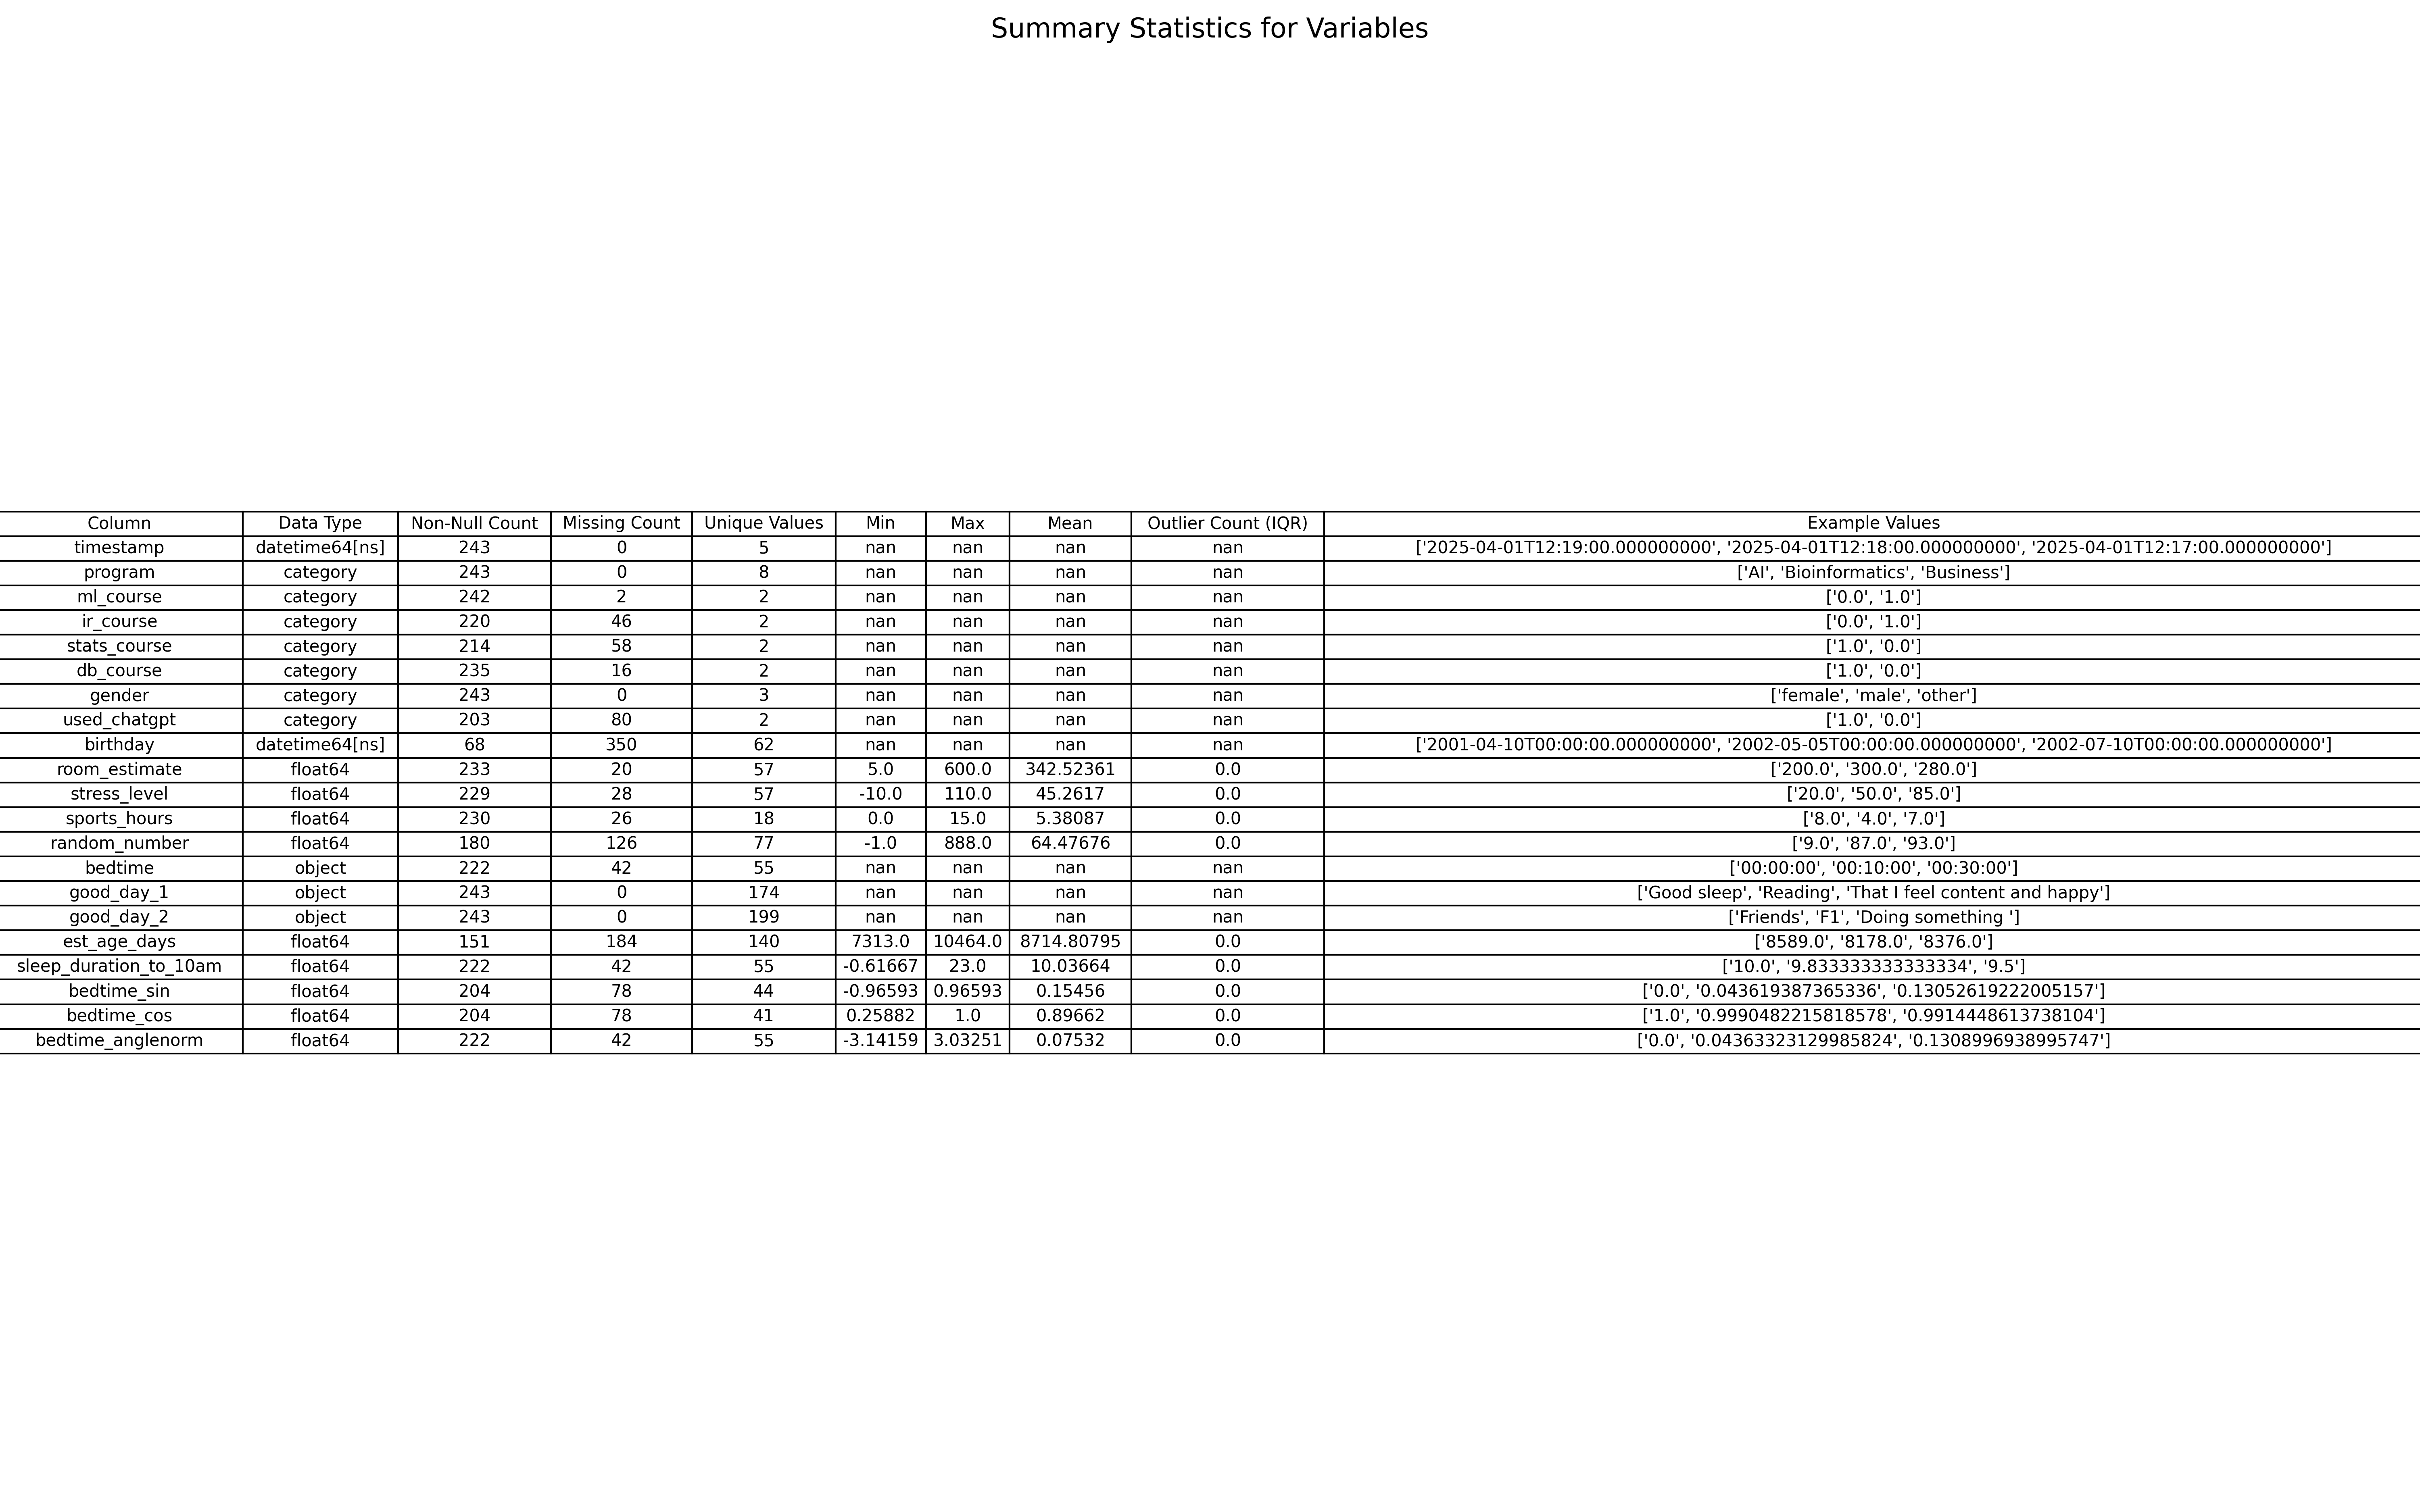 Summary Statistics for Variables
Column Data Type Non-Null Count Missing Count Unique Values Min Max Mean Outlier Count (IQR) Example Values
timestamp datetime64[ns] 243 0 5 nan nan nan nan ['2025-04-01T12:19:00.000000000', '2025-04-01T12:18:00.000000000', '2025-04-01T12:17:00.000000000']
program category 243 0 8 nan nan nan nan ['AI', 'Bioinformatics', 'Business']
ml_course category 242 2 2 nan nan nan nan ['0.0', '1.0']
ir_course category 220 46 2 nan nan nan nan ['0.0', '1.0']
stats_course category 214 58 2 nan nan nan nan ['1.0', '0.0']
db_course category 235 16 2 nan nan nan nan ['1.0', '0.0']
gender category 243 0 3 nan nan nan nan ['female', 'male', 'other']
used_chatgpt category 203 80 2 nan nan nan nan ['1.0', '0.0']
birthday datetime64[ns] 68 350 62 nan nan nan nan ['2001-04-10T00:00:00.000000000', '2002-05-05T00:00:00.000000000', '2002-07-10T00:00:00.000000000']
room_estimate float64 233 20 57 5.0 600.0 342.52361 0.0 ['200.0', '300.0', '280.0']
stress_level float64 229 28 57 -10.0 110.0 45.2617 0.0 ['20.0', '50.0', '85.0']
sports_hours float64 230 26 18 0.0 15.0 5.38087 0.0 ['8.0', '4.0', '7.0']
random_number float64 180 126 77 -1.0 888.0 64.47676 0.0 ['9.0', '87.0', '93.0']
bedtime object 222 42 55 nan nan nan nan ['00:00:00', '00:10:00', '00:30:00']
good_day_1 object 243 0 174 nan nan nan nan ['Good sleep', 'Reading', 'That I feel content and happy']
good_day_2 object 243 0 199 nan nan nan nan ['Friends', 'F1', 'Doing something ']
est_age_days float64 151 184 140 7313.0 10464.0 8714.80795 0.0 ['8589.0', '8178.0', '8376.0']
sleep_duration_to_10am float64 222 42 55 -0.61667 23.0 10.03664 0.0 ['10.0', '9.833333333333334', '9.5']
bedtime_sin float64 204 78 44 -0.96593 0.96593 0.15456 0.0 ['0.0', '0.043619387365336', '0.13052619222005157']
bedtime_cos float64 204 78 41 0.25882 1.0 0.89662 0.0 ['1.0', '0.9990482215818578', '0.9914448613738104']
bedtime_anglenorm float64 222 42 55 -3.14159 3.03251 0.07532 0.0 ['0.0', '0.04363323129985824', '0.1308996938995747']